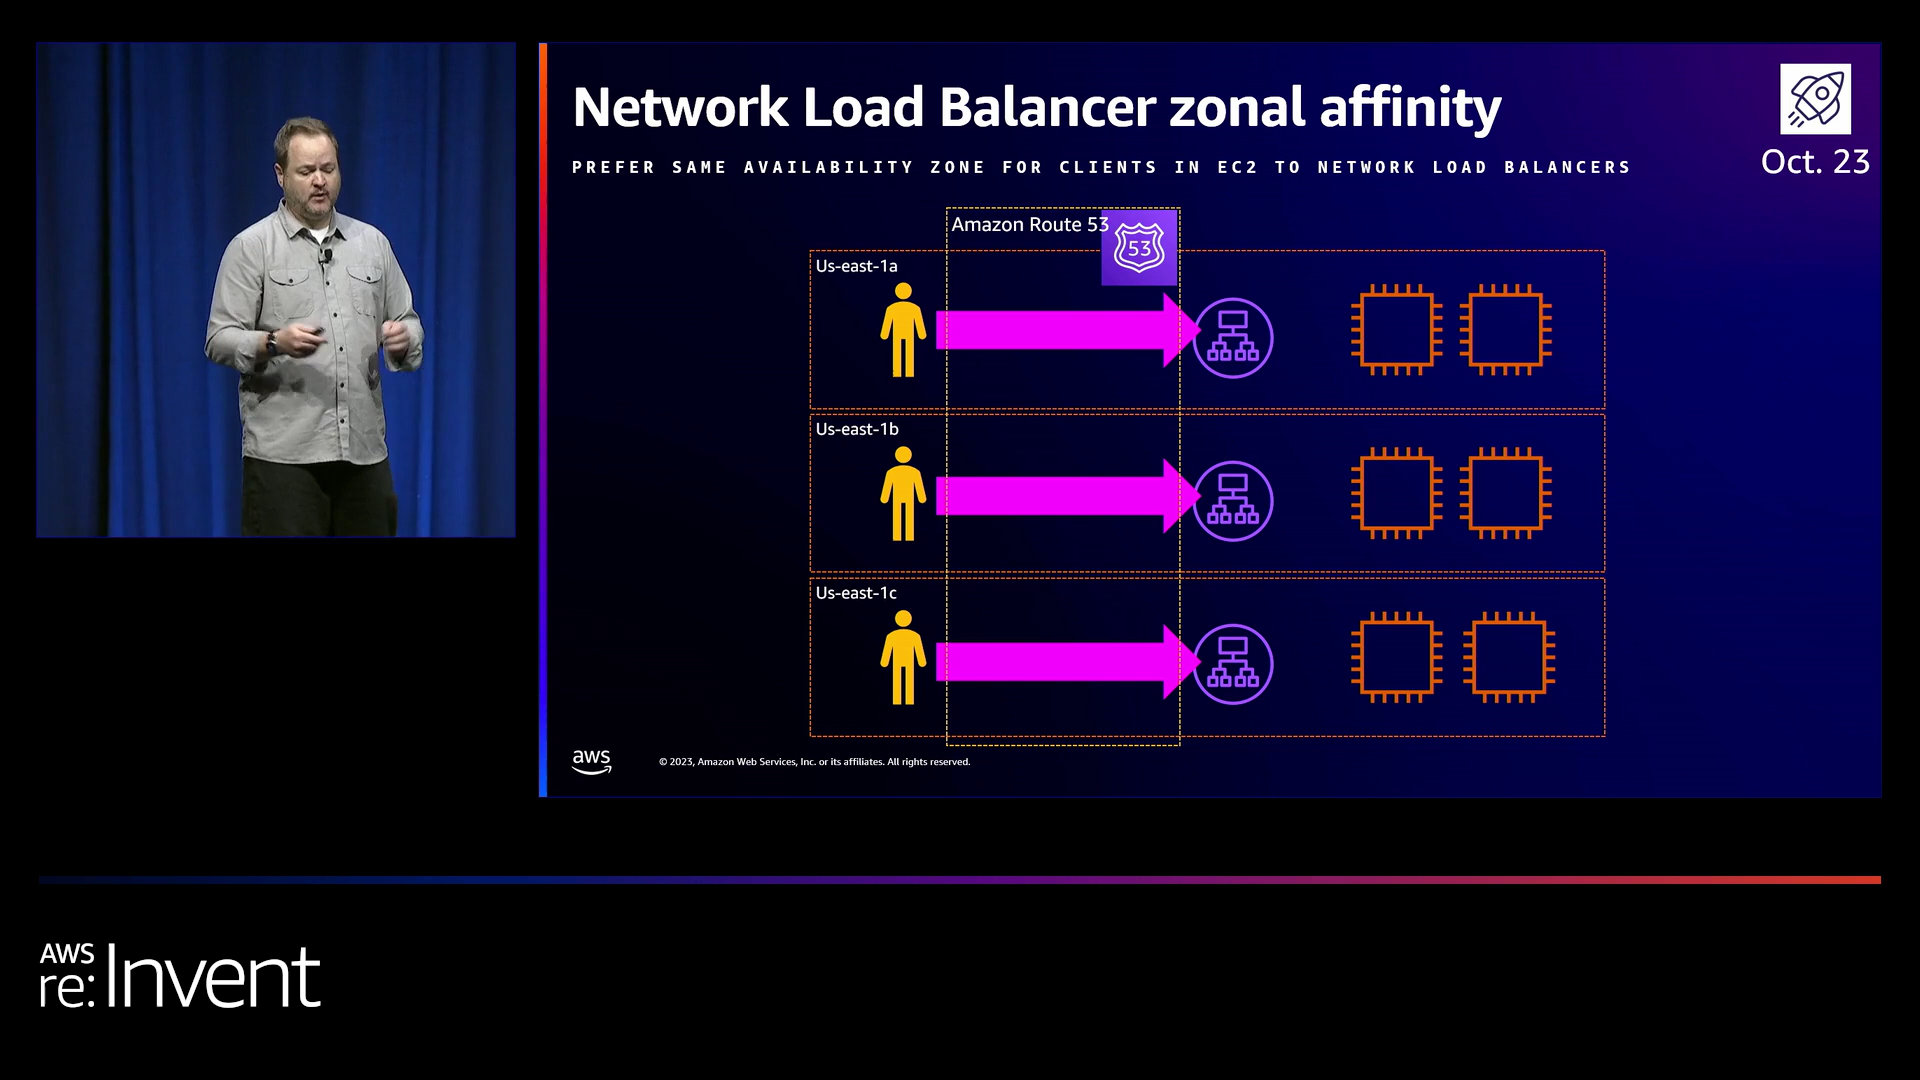 Network Load Balancer zonal affinity
PREFER SAME AVAILABILITY ZONE FOR CLIENTS IN EC2 TO NETWORK LOAD BALANCERS
Oct. 23
Amazon Route 53
53
Us-east-1a
Us-east-1b
Us-east-1c
aws
© 2023, Amazon Web Services, Inc. or its affiliates. All rights reserved.
AWS
re:Invent